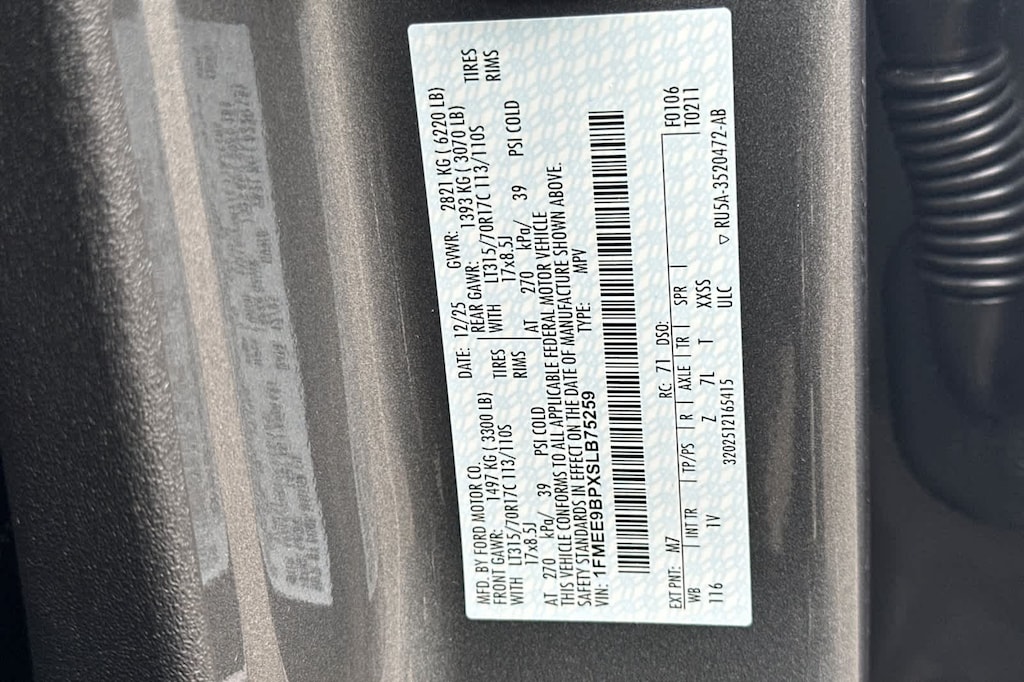 MFD. BY FORD MOTOR CO.
DATE: 12/25 GVWR: 2821 KG ( 6220 LB)
FRONT GAWR: 1497 KG ( 3300 LB) REAR GAWR: 1393 KG ( 3070 LB)
WITH LT315/70R17C 113/110S TIRES WITH LT315/70R17C 113/110S TIRES
17x8.5J RIMS 17x8.5J RIMS
AT 270 kPa/ 39 PSI COLD AT 270 kPa/ 39 PSI COLD
THIS VEHICLE CONFORMS TO ALL APPLICABLE FEDERAL MOTOR VEHICLE
SAFETY STANDARDS IN EFFECT ON THE DATE OF MANUFACTURE SHOWN ABOVE.
VIN: 1FMEE9BPXSLB75259 TYPE: MPV
EXT PNT: M7 RC: 71 DSO: F0106
WB INT TR TP/PS R AXLE TR SPR T0211
116 1V Z 7L T XXSS
3202512165415 ULC ▽ RU5A-3520472-AB